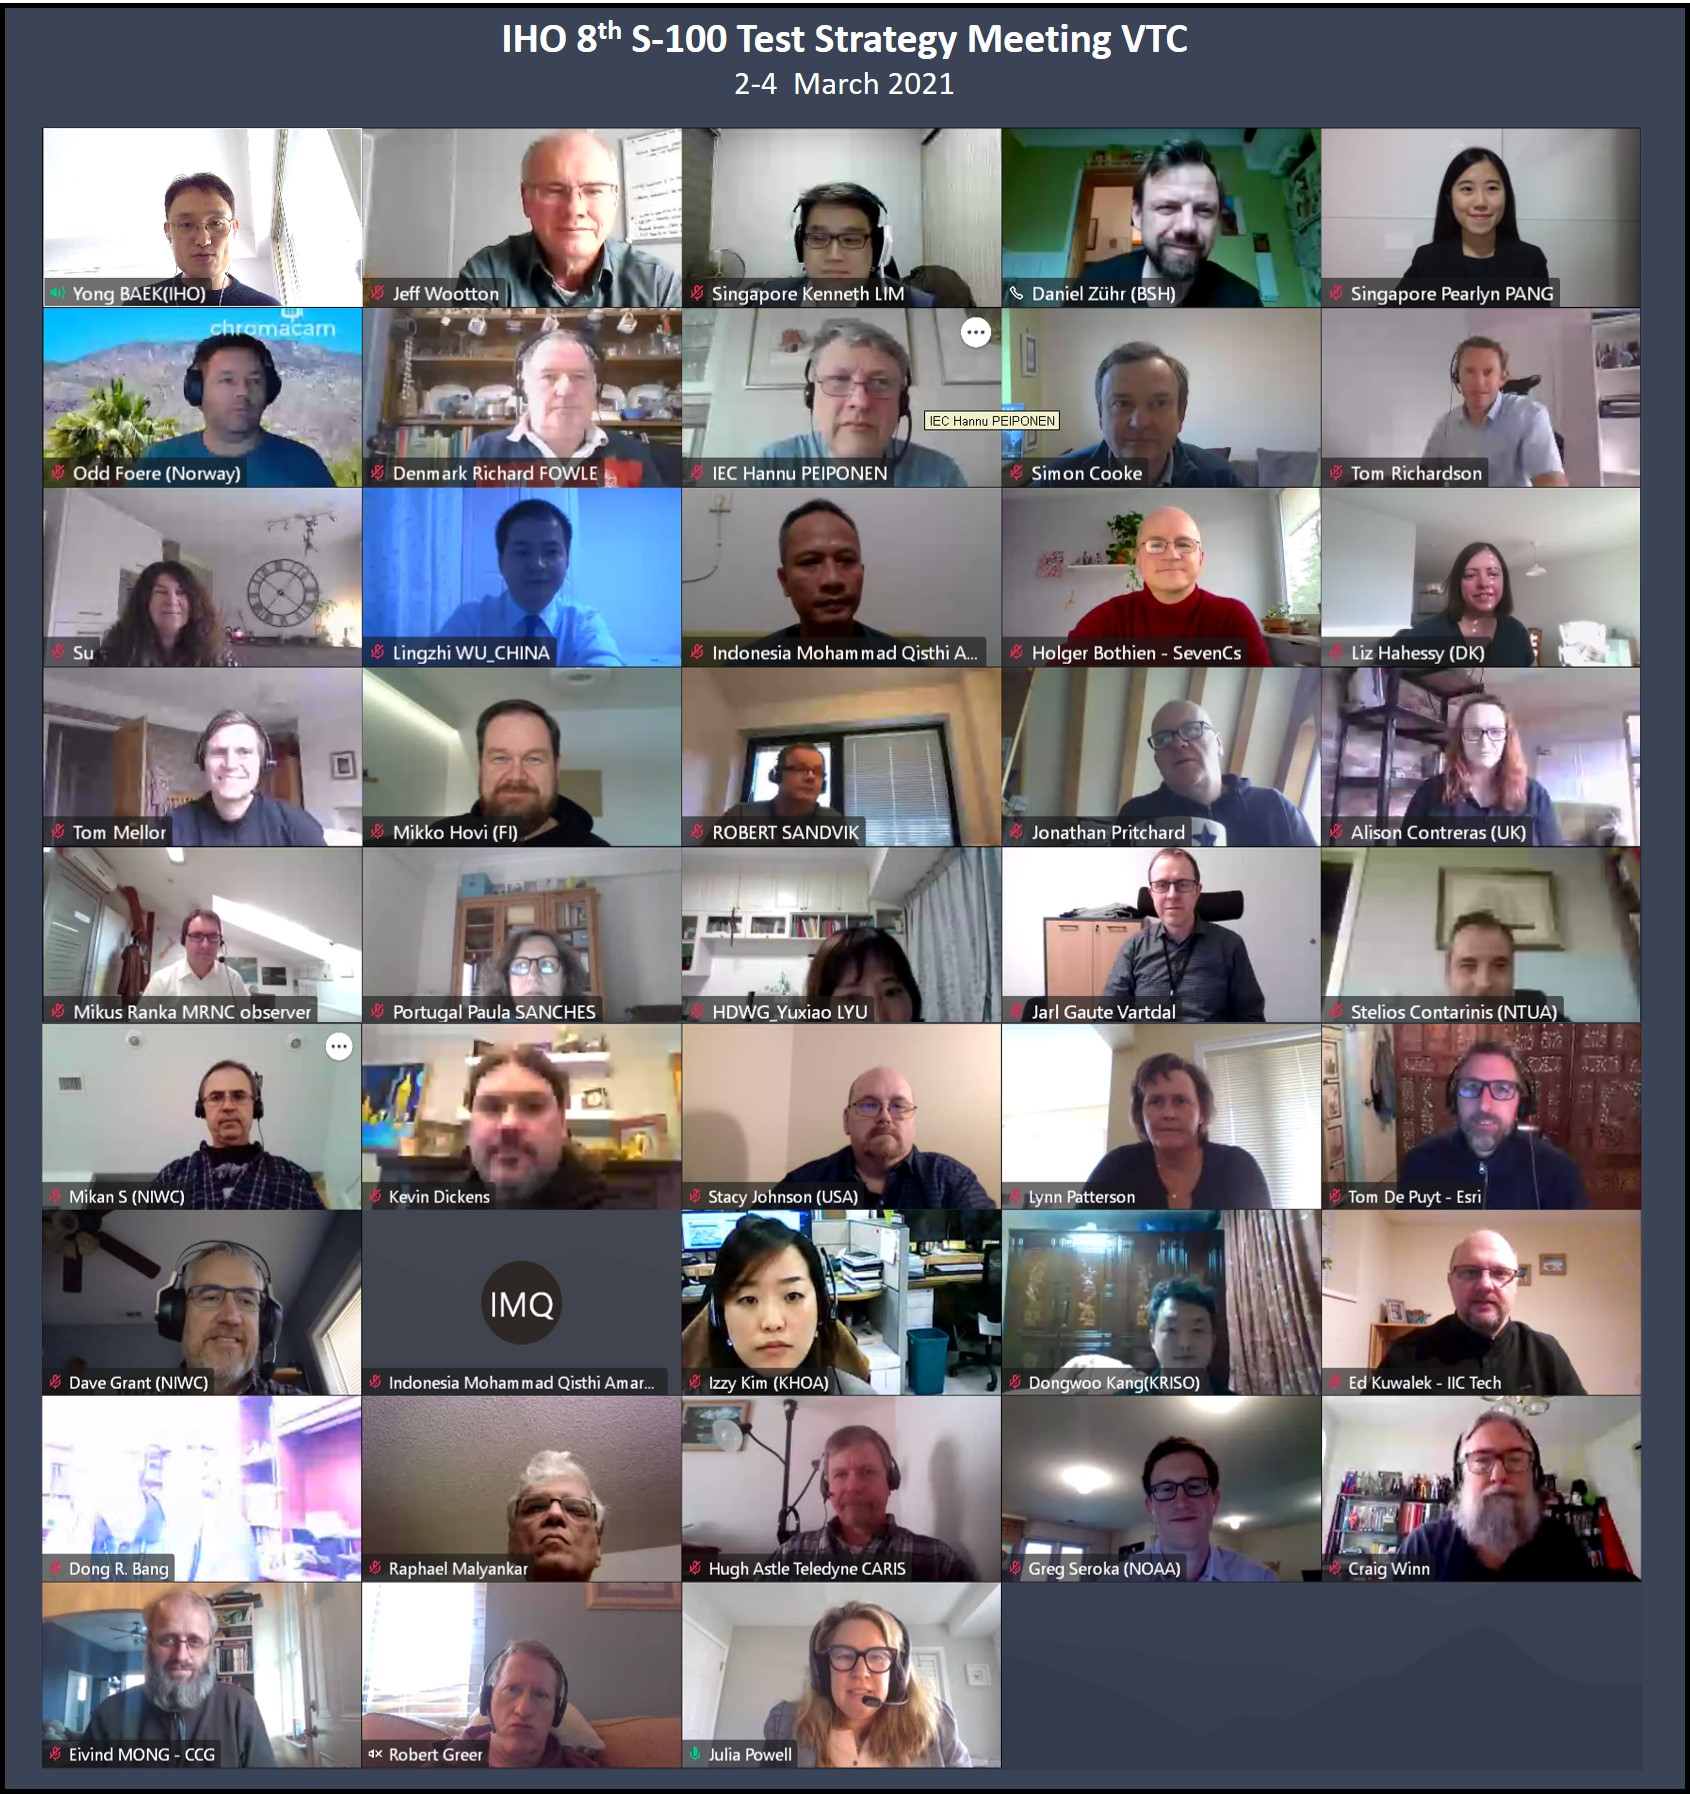 IHO 8th S-100 Test Strategy Meeting VTC
2-4 March 2021
Yong BAEK(IHO)
Jeff Wootton
Singapore Kenneth LIM
Daniel Zühr (BSH)
Singapore Pearlyn PANG
chromacam
Odd Foere (Norway)
Denmark Richard FOWLE
IEC Hannu PEIPONEN
IEC Hannu PEIPONEN
Simon Cooke
Tom Richardson
Su
Lingzhi WU_CHINA
Indonesia Mohammad Qisthi A...
Holger Bothien - SevenCs
Liz Hahessy (DK)
Tom Mellor
Mikko Hovi (FI)
ROBERT SANDVIK
Jonathan Pritchard
Alison Contreras (UK)
Mikus Ranka MRNC observer
Portugal Paula SANCHES
HDWG_Yuxiao LYU
Jarl Gaute Vartdal
Stelios Contarinis (NTUA)
Mikan S (NIWC)
Kevin Dickens
Stacy Johnson (USA)
Lynn Patterson
Tom De Puyt - Esri
Dave Grant (NIWC)
IMQ
Indonesia Mohammad Qisthi Amar...
Izzy Kim (KHOA)
Dongwoo Kang(KRISO)
Ed Kuwalek - IIC Tech
Dong R. Bang
Raphael Malyankar
Hugh Astle Teledyne CARIS
Greg Seroka (NOAA)
Craig Winn
Eivind MONG - CCG
Robert Greer
Julia Powell